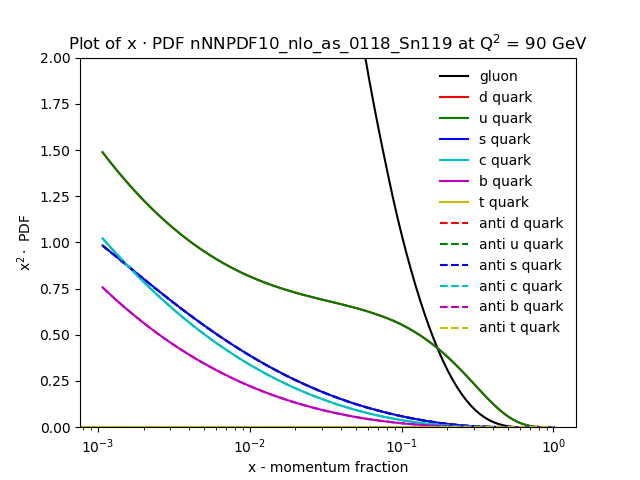 Plot of x · PDF nNNPDF10_nlo_as_0118_Sn119 at Q² = 90 GeV
2.00
1.75
1.50
1.25
1.00
0.75
0.50
0.25
0.00
x² · PDF
gluon
d quark
u quark
s quark
c quark
b quark
t quark
anti d quark
anti u quark
anti s quark
anti c quark
anti b quark
anti t quark
10⁻³ 10⁻² 10⁻¹ 10⁰
x - momentum fraction